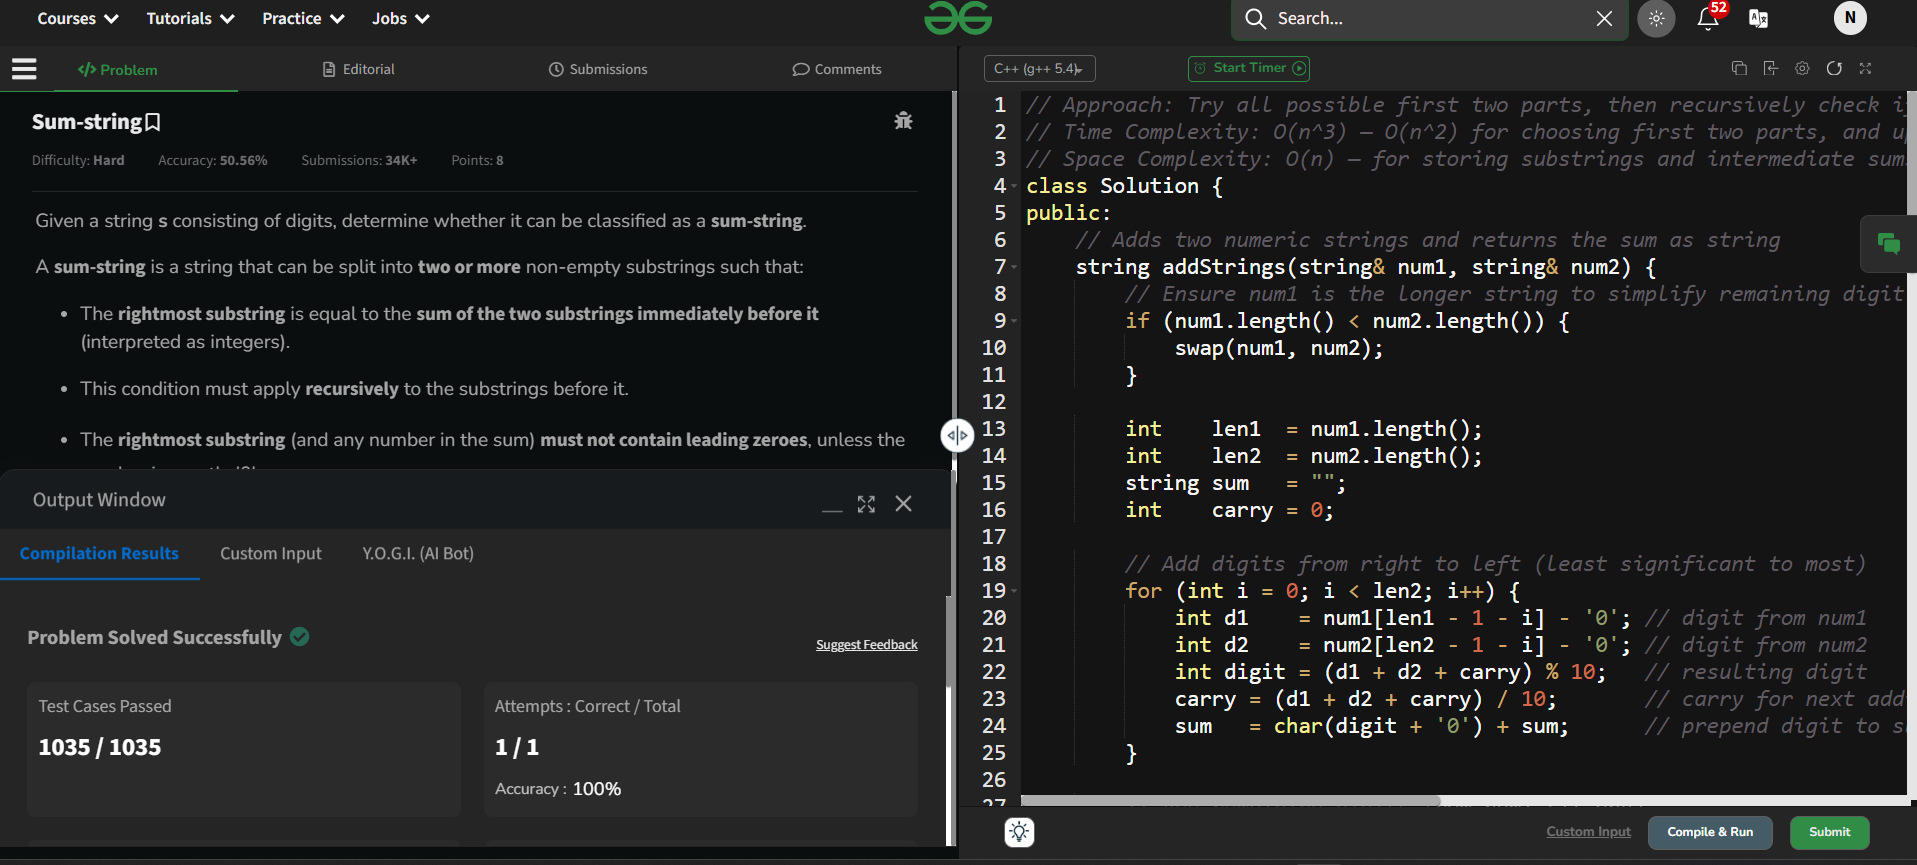 Courses
Tutorials
Practice
Jobs
Search...
52
N
</> Problem
Editorial
Submissions
Comments
C++ (g++ 5.4)
Start Timer
Sum-string
Difficulty: Hard Accuracy: 50.56% Submissions: 34K+ Points: 8
Given a string s consisting of digits, determine whether it can be classified as a sum-string.
A sum-string is a string that can be split into two or more non-empty substrings such that:
• The rightmost substring is equal to the sum of the two substrings immediately before it
(interpreted as integers).
• This condition must apply recursively to the substrings before it.
• The rightmost substring (and any number in the sum) must not contain leading zeroes, unless the
Output Window
Compilation Results
Custom Input
Y.O.G.I. (AI Bot)
Problem Solved Successfully
Suggest Feedback
Test Cases Passed
1035 / 1035
Attempts : Correct / Total
1 / 1
Accuracy : 100%
1 // Approach: Try all possible first two parts, then recursively check
2 // Time Complexity: O(n^3) – O(n^2) for choosing first two parts, and
3 // Space Complexity: O(n) – for storing substrings and intermediate sum
4 class Solution {
5 public:
6 // Adds two numeric strings and returns the sum as string
7 string addStrings(string& num1, string& num2) {
8 // Ensure num1 is the longer string to simplify remaining digit
9 if (num1.length() < num2.length()) {
10 swap(num1, num2);
11 }
12
13 int len1 = num1.length();
14 int len2 = num2.length();
15 string sum = "";
16 int carry = 0;
17
18 // Add digits from right to left (least significant to most)
19 for (int i = 0; i < len2; i++) {
20 int d1 = num1[len1 - 1 - i] - '0'; // digit from num1
21 int d2 = num2[len2 - 1 - i] - '0'; // digit from num2
22 int digit = (d1 + d2 + carry) % 10; // resulting digit
23 carry = (d1 + d2 + carry) / 10; // carry for next add
24 sum = char(digit + '0') + sum; // prepend digit to
25 }
26
27
Custom Input
Compile & Run
Submit